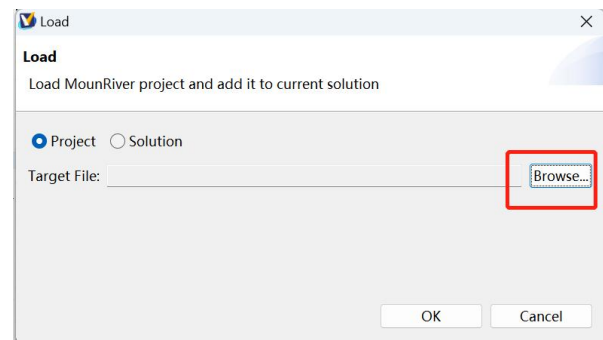 Load
Load
Load MounRiver project and add it to current solution
Project Solution
Target File: Browse...
OK Cancel